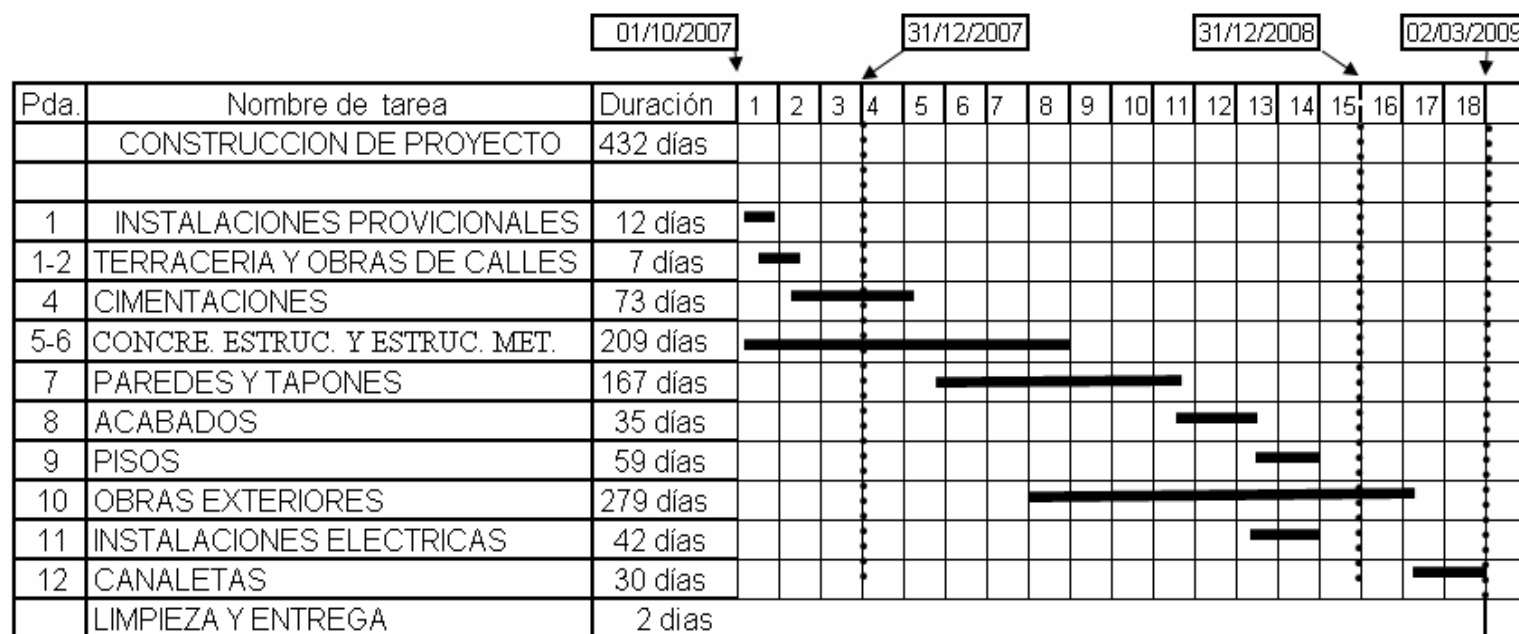 01/10/2007 31/12/2007 31/12/2008 02/03/2009
Pda. Nombre de tarea Duración 1 2 3 4 5 6 7 8 9 10 11 12 13 14 15 16 17 18
CONSTRUCCION DE PROYECTO 432 días
1 INSTALACIONES PROVICIONALES 12 días
1-2 TERRACERIA Y OBRAS DE CALLES 7 días
4 CIMENTACIONES 73 días
5-6 CONCRE. ESTRUC. Y ESTRUC. MET. 209 días
7 PAREDES Y TAPONES 167 días
8 ACABADOS 35 días
9 PISOS 59 días
10 OBRAS EXTERIORES 279 días
11 INSTALACIONES ELECTRICAS 42 días
12 CANALETAS 30 días
LIMPIEZA Y ENTREGA 2 dias